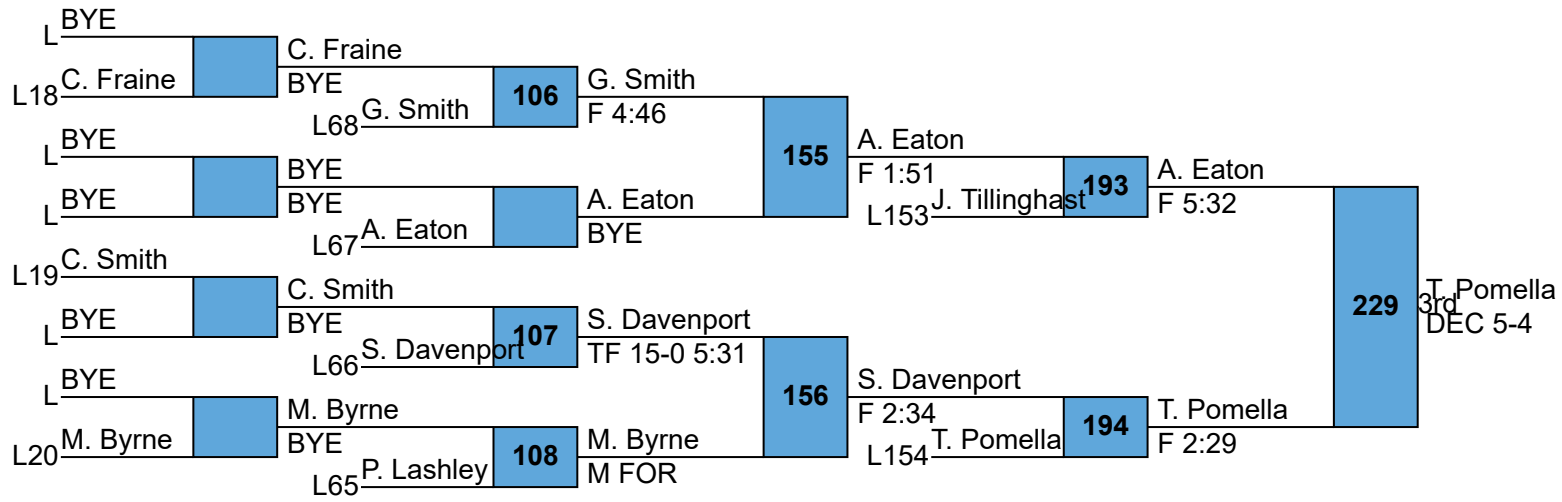 BYE
L
C. Fraine
L18
C. Fraine
BYE
G. Smith
L68
106
G. Smith
F 4:46
BYE
L
BYE
L
BYE
BYE
A. Eaton
L67
A. Eaton
BYE
155
A. Eaton
F 1:51
J. Tillinghast
L153
193
A. Eaton
F 5:32
C. Smith
L19
BYE
L
C. Smith
BYE
S. Davenport
L66
107
S. Davenport
TF 15-0 5:31
BYE
L
M. Byrne
L20
M. Byrne
BYE
P. Lashley
L65
108
M. Byrne
M FOR
156
S. Davenport
F 2:34
T. Pomella
L154
194
T. Pomella
F 2:29
229
3rd
T. Pomella
DEC 5-4